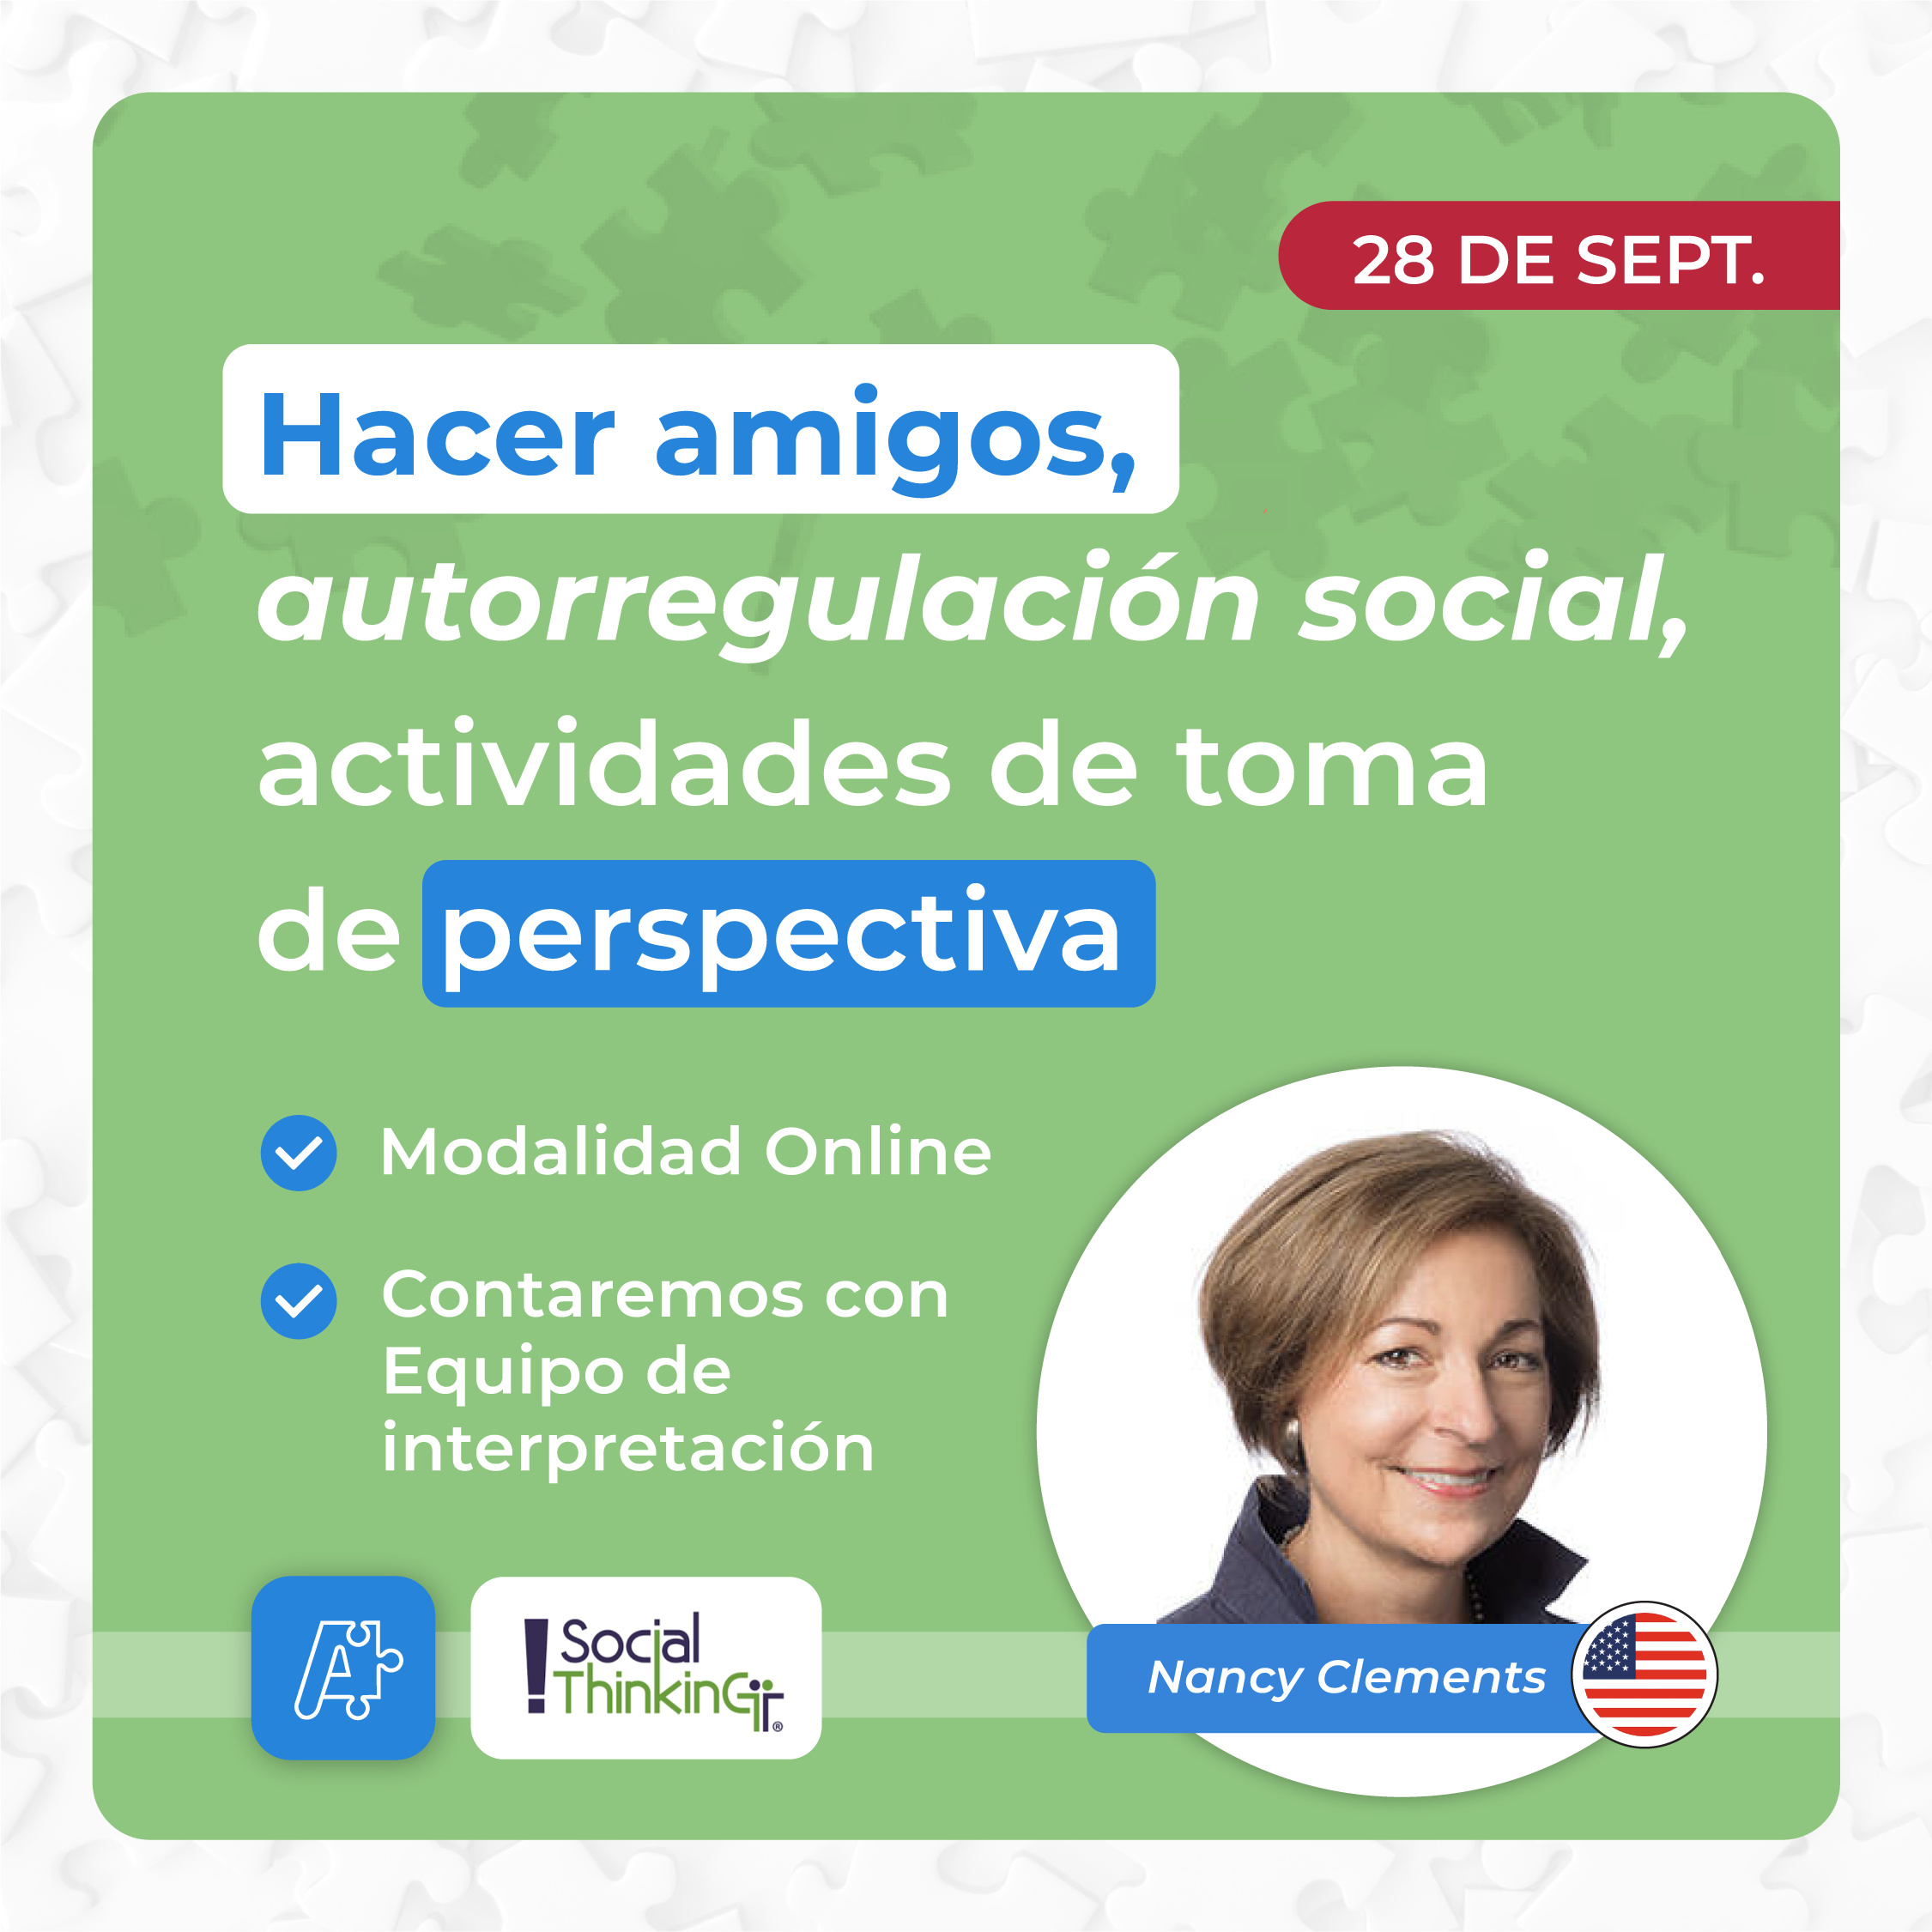 28 DE SEPT.
Hacer amigos,
autorregulación social,
actividades de toma
de perspectiva
Modalidad Online
Contaremos con
Equipo de
interpretación
A
!Social
Thinking®
Nancy Clements